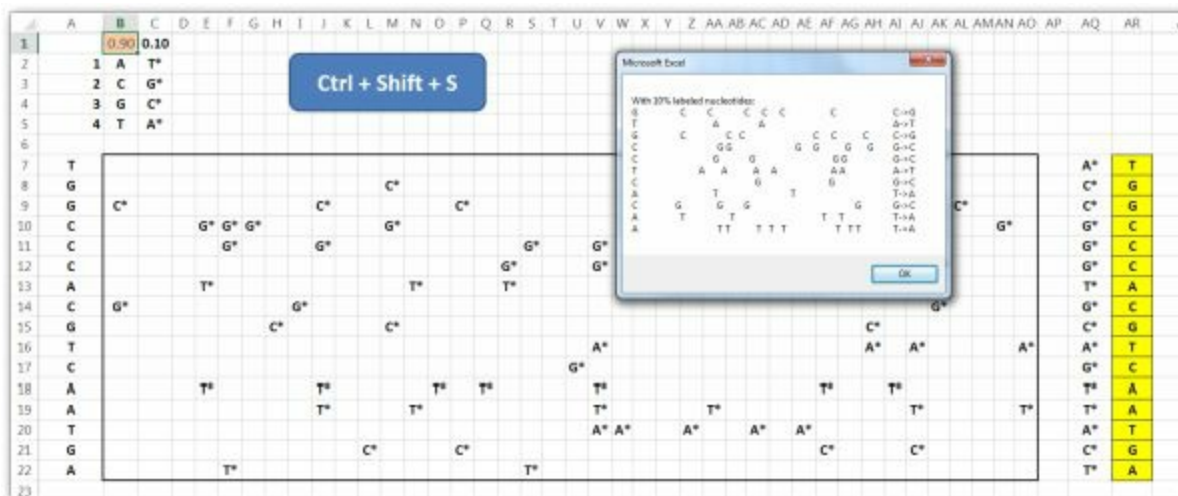 A B C D E F G H I J K L M N O P Q R S T U V W X Y Z AA AB AC AD AE AF AG AH AI AJ AK AL AM AN AO AP AQ AR
1 0.90 0.10
2 1 A T*
3 2 C G*
4 3 G C*
5 4 T A*
6
Ctrl + Shift + S
Microsoft Excel
With 10% labeled nucleotides:
G C C C C C C C->G
T A A A->T
G C C C C C C C->G
C G G G G G G G->C
C G G G G G->C
T A A A A A A A->T
C G G G->C
A T T T->A
C G G G G G->C
A T T T T T->A
A T T T T T T T T T->A
OK
7 T A* T
8 G C* C* G
9 G C* C* C* C* C* G
10 C G* G* G* G* G* G* C
11 C G* G* G* G* G* C
12 C G* G* G* C
13 A T* T* T* T* A
14 C G* G* G* G* C
15 G C* C* C* C* G
16 T A* A* A* A* A* T
17 C G* G* C
18 A T* T* T* T* T* T* T* T* A
19 A T* T* T* T* T* T* T* A
20 T A* A* A* A* A* A* T
21 G C* C* C* C* C* G
22 A T* T* T* A
23